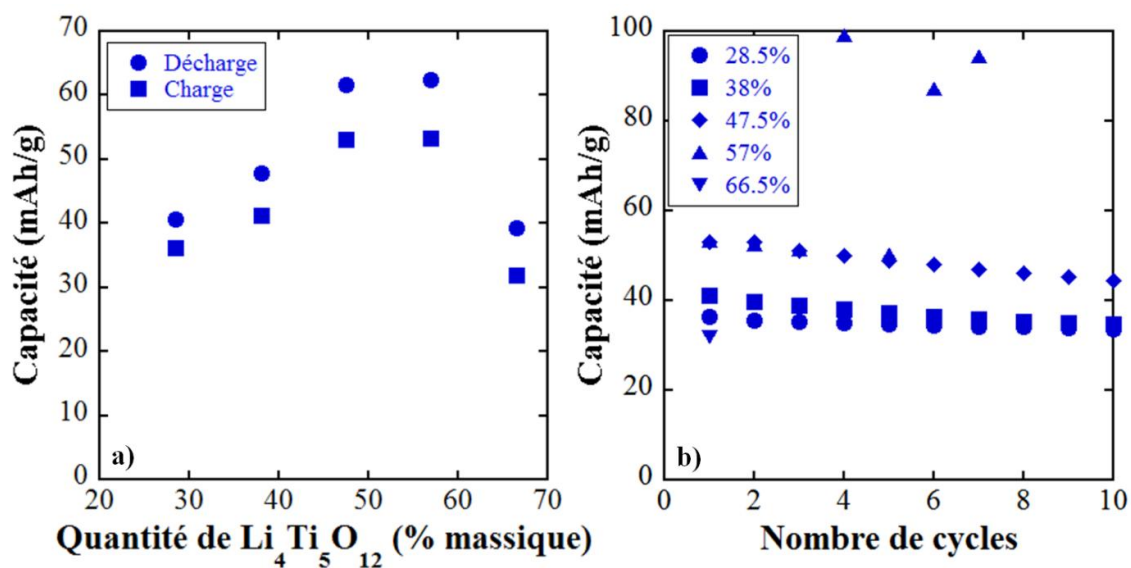 Capacité (mAh/g)
70
60
50
40
30
20
10
0
Décharge
Charge
a)
20 30 40 50 60 70
Quantité de Li₄Ti₅O₁₂ (% massique)
Capacité (mAh/g)
100
80
60
40
20
0
28.5%
38%
47.5%
57%
66.5%
b)
0 2 4 6 8 10
Nombre de cycles